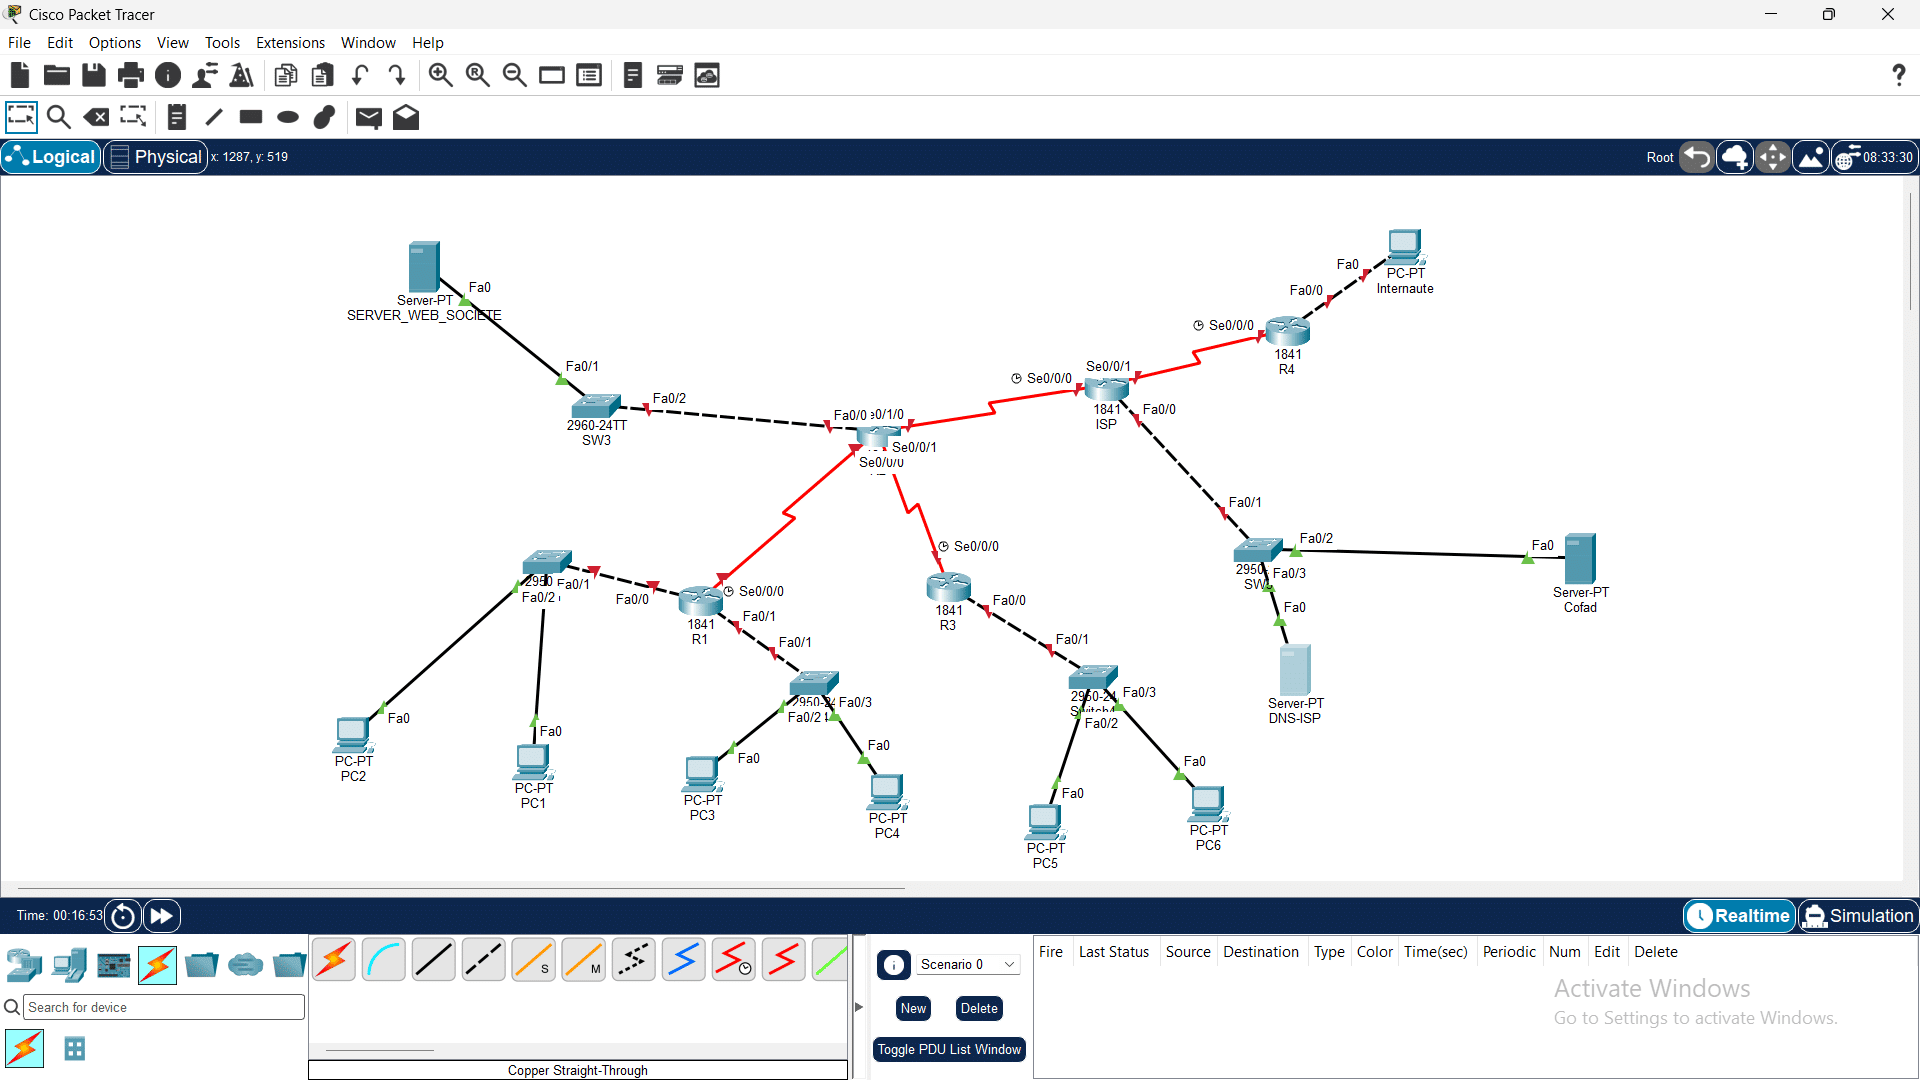 Cisco Packet Tracer
File Edit Options View Tools Extensions Window Help
Logical Physical x: 1287, y: 519 Root 08:33:30
Fa0
PC-PT
Internaute
Fa0
Server-PT
SERVER_WEB_SOCIETE
Fa0/0
Se0/0/0
1841
R4
Fa0/1
Fa0/2
2960-24TT
SW3
Se0/0/0
Se0/0/1
1841
ISP
Fa0/0
Fa0/0
Se0/0/1
Se0/0/0
Fa0/1
Fa0/2
Fa0
Fa0/3
Fa0
Server-PT
Cofad
Server-PT
DNS-ISP
Se0/0/0
1841
R3
Fa0/0
Fa0/1
Fa0/2
Fa0/0
Se0/0/0
1841
R1
Fa0/1
Fa0/1
Fa0/3
Fa0/2
Fa0/1
Fa0/3
Fa0/2
Fa0
PC-PT
PC2
Fa0
PC-PT
PC1
Fa0
PC-PT
PC3
Fa0
PC-PT
PC4
Fa0
PC-PT
PC5
Fa0
PC-PT
PC6
Time: 00:16:53 Realtime Simulation
Search for device
Copper Straight-Through
Scenario 0
New Delete
Toggle PDU List Window
Fire Last Status Source Destination Type Color Time(sec) Periodic Num Edit Delete
Activate Windows
Go to Settings to activate Windows.